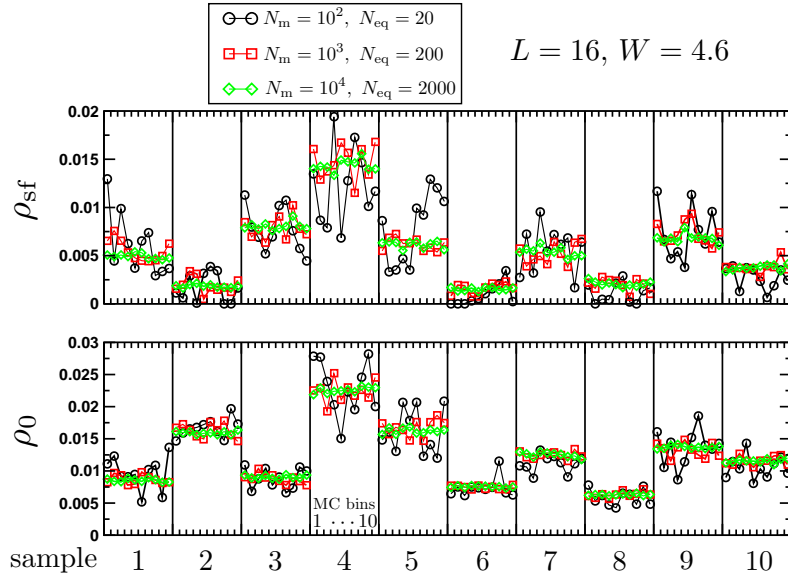 N_m = 10^2, N_eq = 20
N_m = 10^3, N_eq = 200
N_m = 10^4, N_eq = 2000
L = 16, W = 4.6
0.02
0.015
0.01
0.005
0
ρ_sf
0.03
0.025
0.02
0.015
0.01
0.005
0
ρ_0
MC bins
1 ··· 10
sample 1 2 3 4 5 6 7 8 9 10